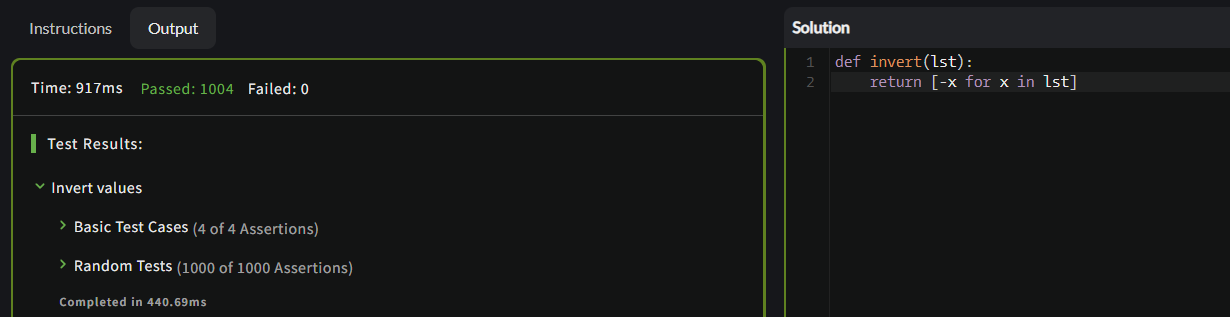 Instructions Output
Time: 917ms Passed: 1004 Failed: 0
Test Results:
Invert values
Basic Test Cases (4 of 4 Assertions)
Random Tests (1000 of 1000 Assertions)
Completed in 440.69ms
Solution
1 def invert(lst):
2     return [-x for x in lst]